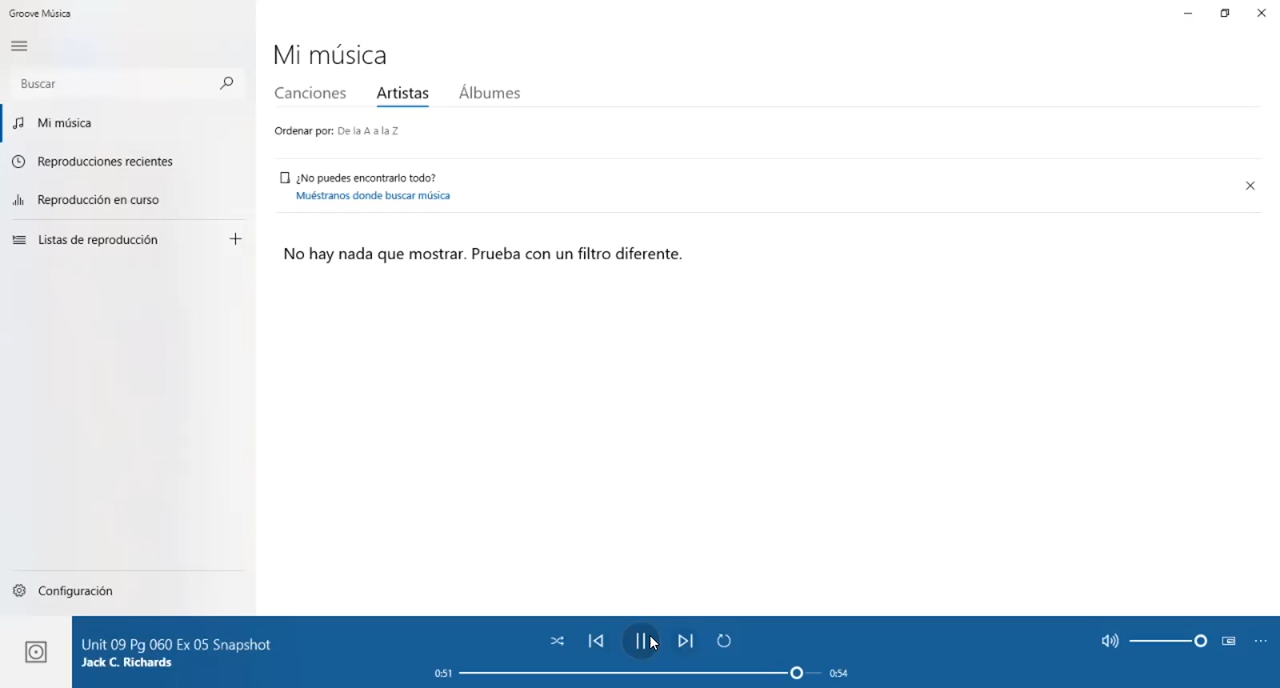 Groove Música
Buscar
Mi música
Reproducciones recientes
Reproducción en curso
Listas de reproducción
Configuración
Mi música
Canciones Artistas Álbumes
Ordenar por: De la A a la Z
¿No puedes encontrarlo todo?
Muéstranos donde buscar música
No hay nada que mostrar. Prueba con un filtro diferente.
Unit 09 Pg 060 Ex 05 Snapshot
Jack C. Richards
0:51 0:54